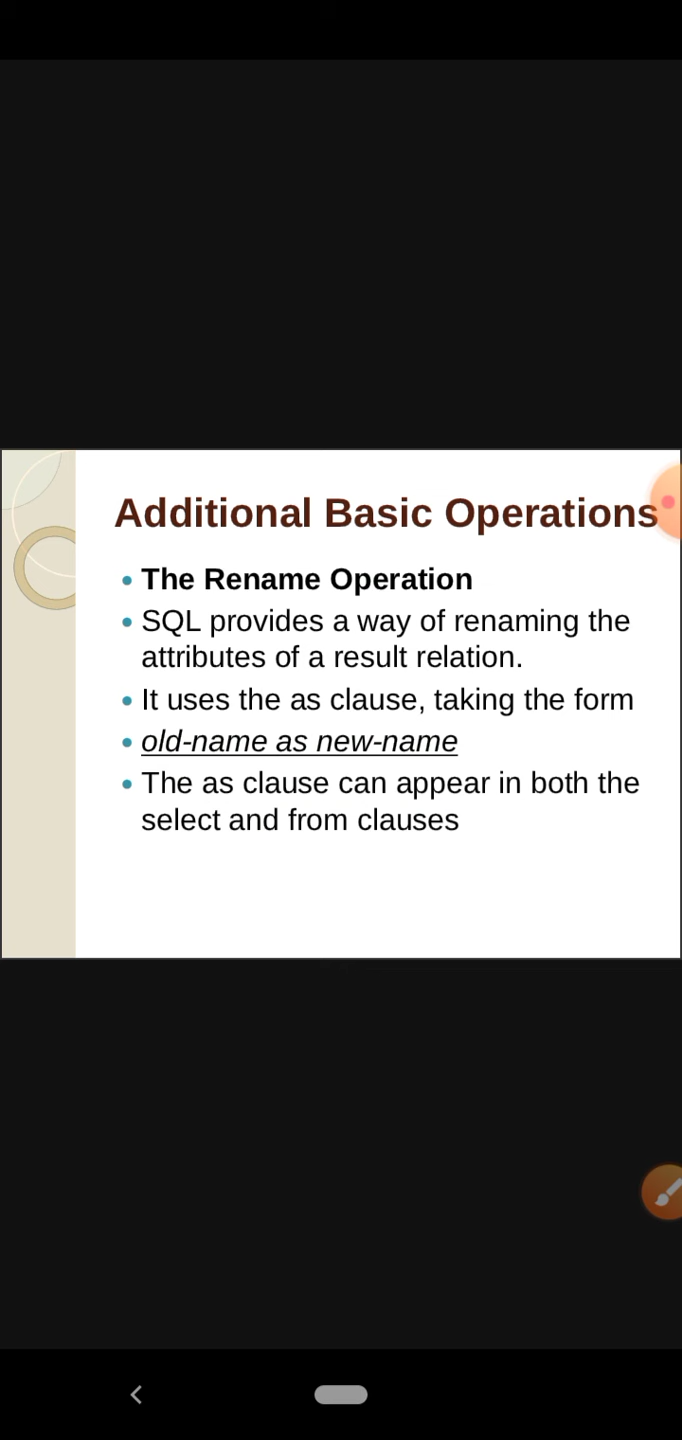 Additional Basic Operations
• The Rename Operation
• SQL provides a way of renaming the
attributes of a result relation.
• It uses the as clause, taking the form
• old-name as new-name
• The as clause can appear in both the
select and from clauses